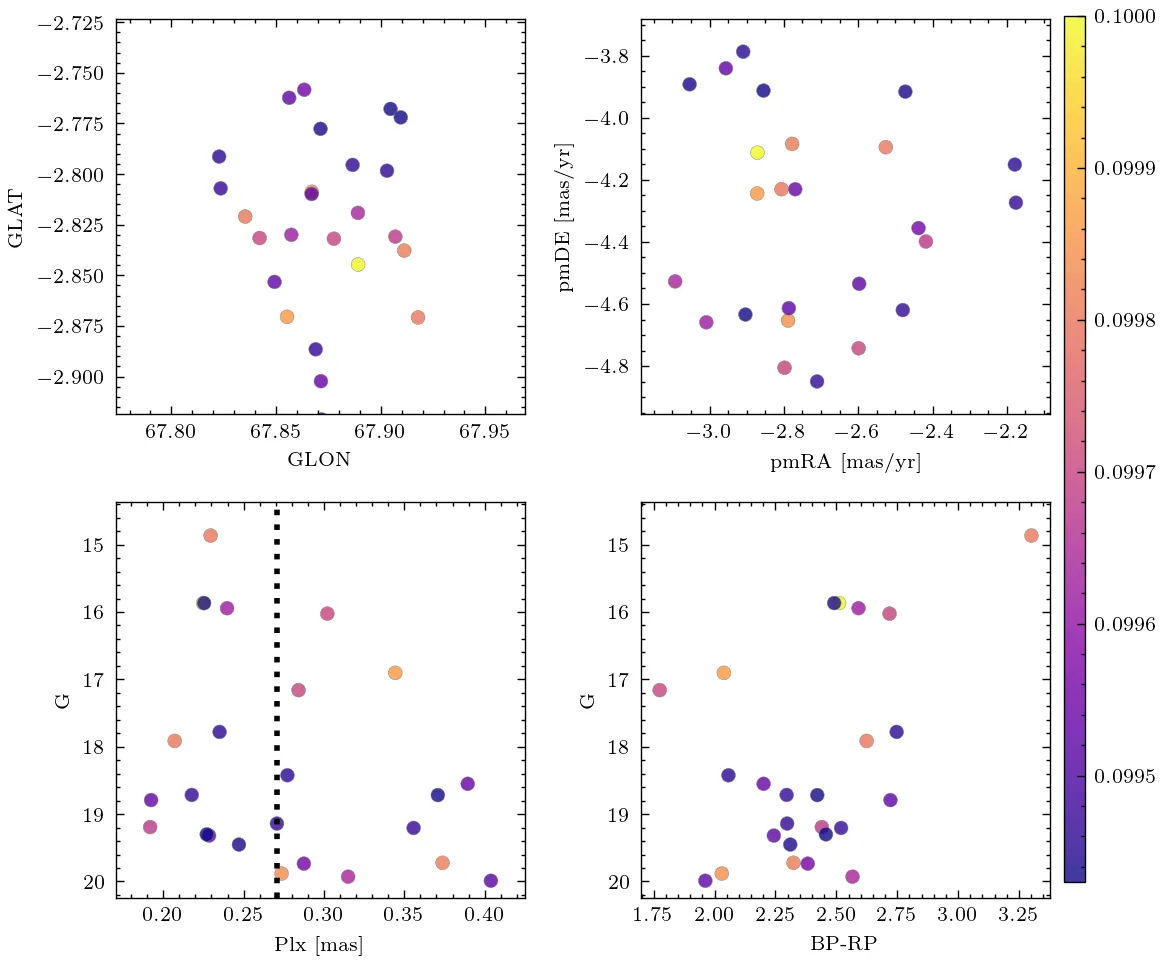 −2.725
−2.750
−2.775
−2.800
−2.825
−2.850
−2.875
−2.900
GLAT
67.80 67.85 67.90 67.95
GLON
−3.8
−4.0
−4.2
−4.4
−4.6
−4.8
pmDE [mas/yr]
−3.0 −2.8 −2.6 −2.4 −2.2
pmRA [mas/yr]
15
16
17
18
19
20
G
0.20 0.25 0.30 0.35 0.40
Plx [mas]
15
16
17
18
19
20
G
1.75 2.00 2.25 2.50 2.75 3.00 3.25
BP-RP
0.1000
0.0999
0.0998
0.0997
0.0996
0.0995